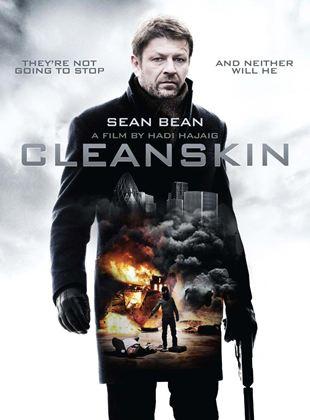 THEY'RE NOT
GOING TO STOP
AND NEITHER
WILL HE
SEAN BEAN
A FILM BY HADI HAJAIG
CLEANSKIN